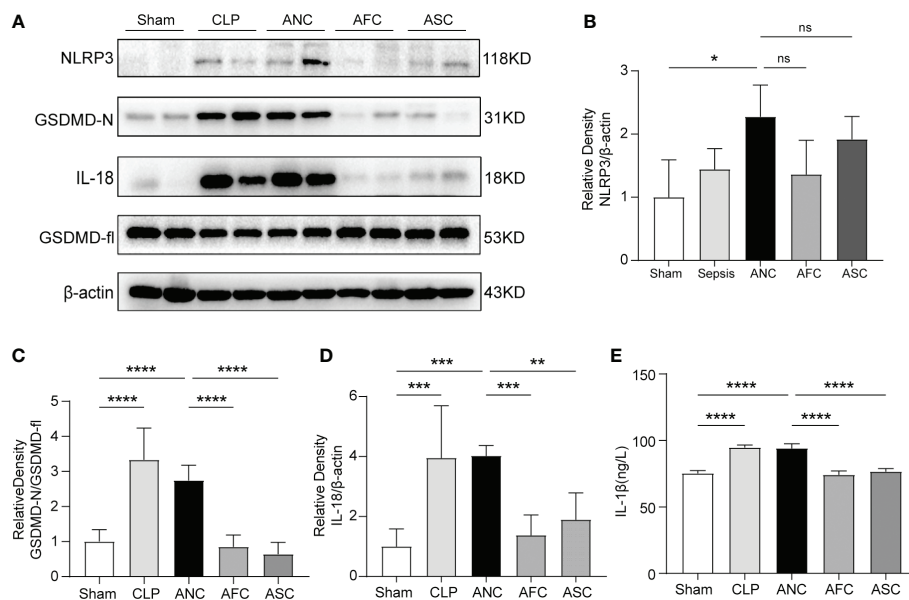 A
Sham CLP ANC AFC ASC
NLRP3 118KD
GSDMD-N 31KD
IL-18 18KD
GSDMD-fl 53KD
β-actin 43KD
B
Relative Density
NLRP3/β-actin
3
2
1
0
ns
* ns
Sham Sepsis ANC AFC ASC
C
RelativeDensity
GSDMD-N/GSDMD-fl
5
4
3
2
1
0
**** ****
**** ****
Sham CLP ANC AFC ASC
D
Relative Density
IL-18/β-actin
6
4
2
0
*** **
*** ***
Sham CLP ANC AFC ASC
E
IL-1β(ng/L)
150
100
50
0
**** ****
**** ****
Sham CLP ANC AFC ASC